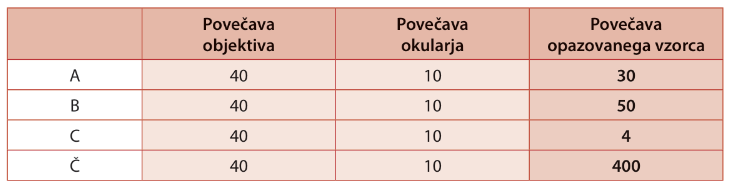 Povečava objektiva | Povečava okularja | Povečava opazovanega vzorca
A | 40 | 10 | 30
B | 40 | 10 | 50
C | 40 | 10 | 4
Č | 40 | 10 | 400